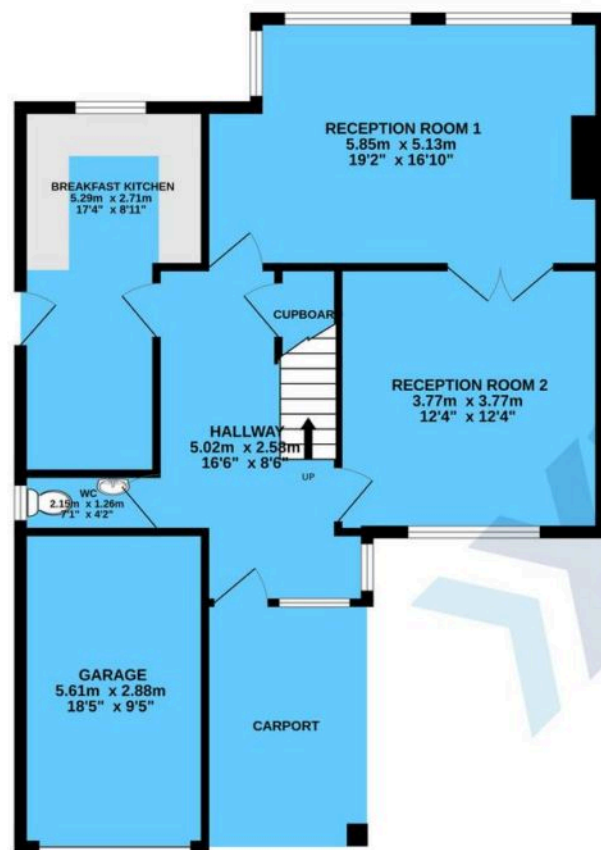 RECEPTION ROOM 1
5.85m x 5.13m
19'2" x 16'10"
BREAKFAST KITCHEN
5.29m x 2.71m
17'4" x 8'11"
CUPBOARD
RECEPTION ROOM 2
3.77m x 3.77m
12'4" x 12'4"
HALLWAY
5.02m x 2.58m
16'6" x 8'6"
UP
WC
2.15m x 1.26m
7'1" x 4'2"
GARAGE
5.61m x 2.88m
18'5" x 9'5"
CARPORT